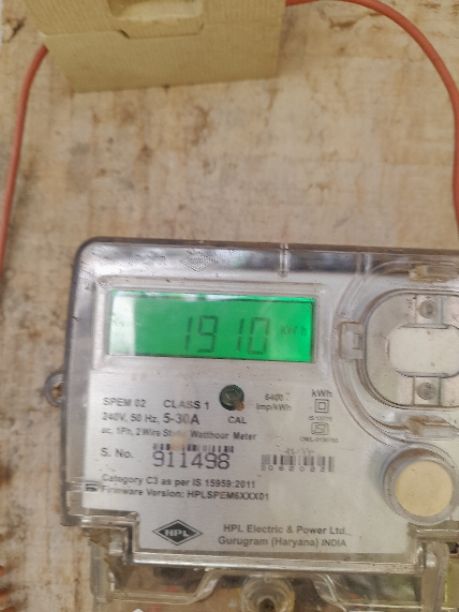 1910 kWh
SPEM 02 CLASS 1
240V, 50 Hz, 5-30A
CAL
6400 imp/kWh
kWh
ac, 1Ph, 2 Wire Static Watthour Meter
S. No. 911498
Category C3 as per IS 15959:2011
Firmware Version: HPLSPEM6XXX01
HPL
HPL Electric & Power Ltd.,
Gurugram (Haryana) INDIA